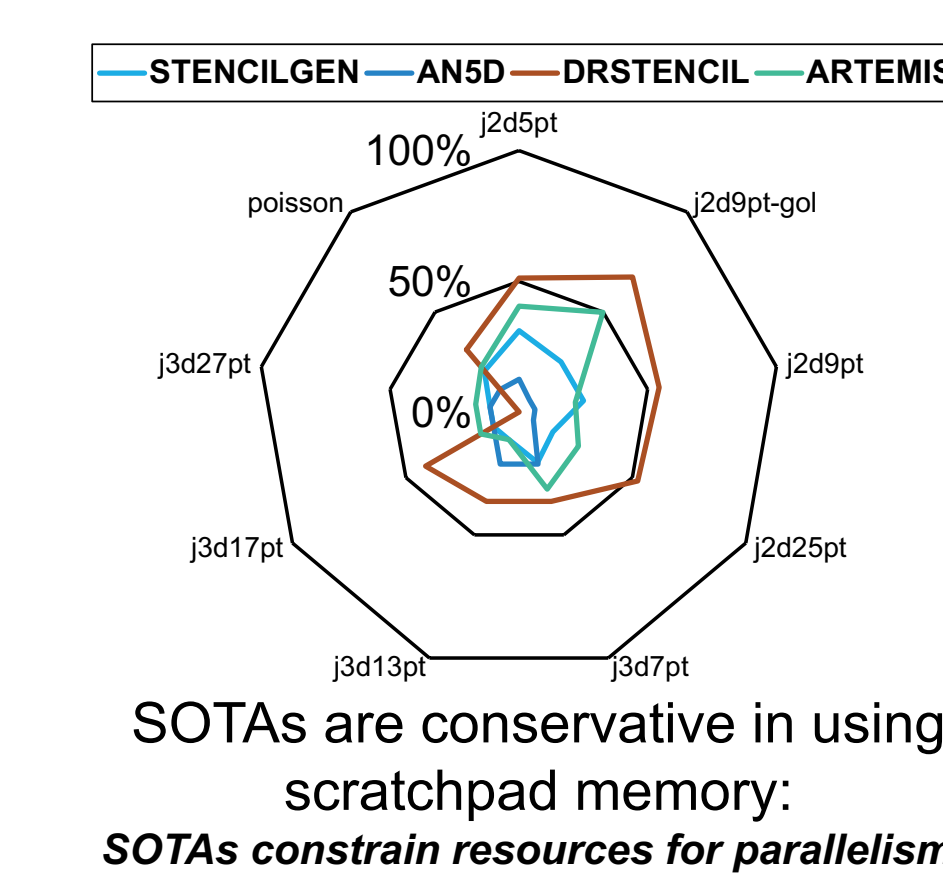 STENCILGEN AN5D DRSTENCIL ARTEMIS
j2d5pt
100%
poisson j2d9pt-gol
50%
j3d27pt j2d9pt
0%
j3d17pt j2d25pt
j3d13pt j3d7pt
SOTAs are conservative in using
scratchpad memory:
SOTAs constrain resources for parallelism